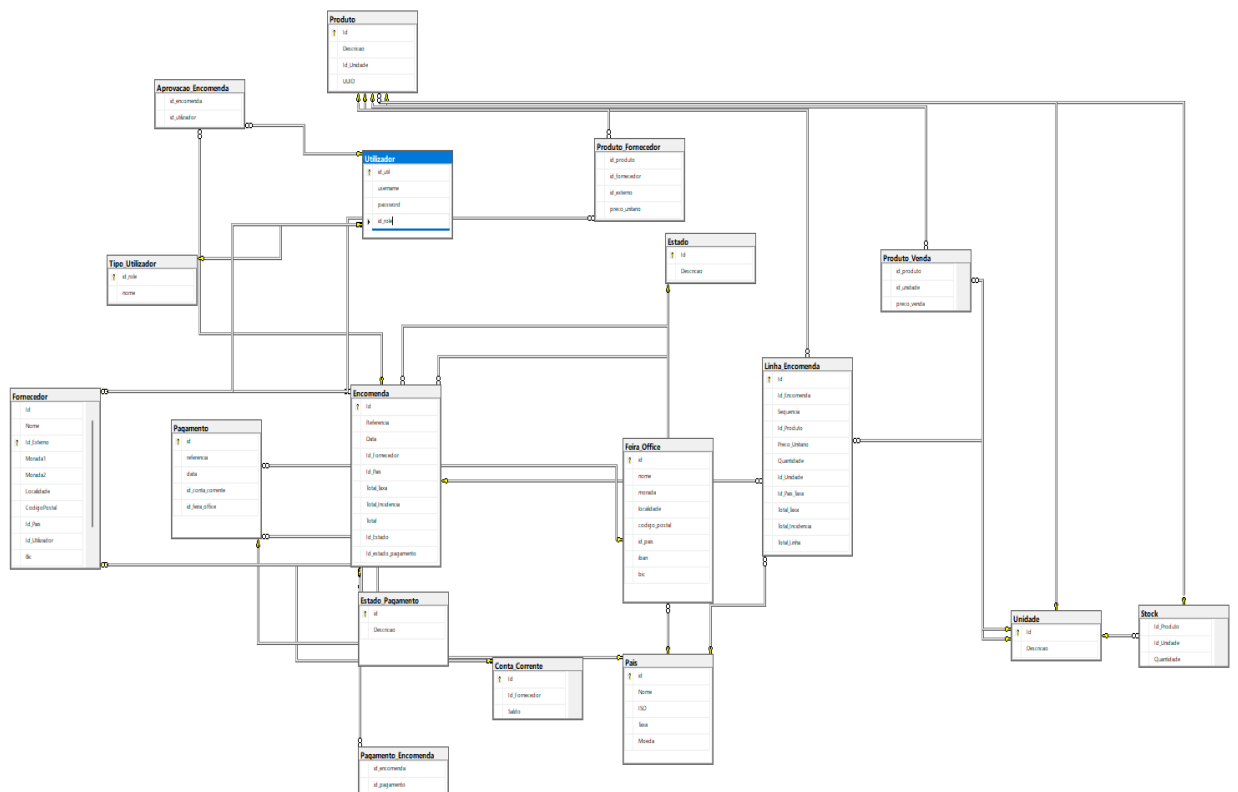 Produto
Id
Descricao
Id_Unidade
UUID
Aprovacao_Encomenda
id_encomenda
id_utilizador
Utilizador
id_util
username
password
id_role
Produto_Fornecedor
id_produto
id_fornecedor
id_externo
preco_unitario
Tipo_Utilizador
id_role
nome
Estado
Id
Descricao
Produto_Venda
id_produto
id_unidade
preco_venda
Fornecedor
Id
Nome
Id_Externo
Morada1
Morada2
Localidade
CodigoPostal
Id_Pais
Id_Utilizador
Bic
Pagamento
id
referencia
data
id_conta_corrente
id_feira_office
Encomenda
Id
Referencia
Data
Id_Fornecedor
Id_Pais
Total_Taxa
Total_Incidencia
Total
Id_Estado
Id_estado_pagamento
Feira_Office
id
nome
morada
localidade
codigo_postal
id_pais
iban
bic
Linha_Encomenda
Id
Id_Encomenda
Sequencia
Id_Produto
Preco_Unitario
Quantidade
Id_Unidade
Id_Pais_Taxa
Total_Taxa
Total_Incidencia
Total_Linha
Estado_Pagamento
id
Descricao
Conta_Corrente
Id
Id_Fornecedor
Saldo
Pais
id
Nome
ISO
Taxa
Moeda
Unidade
Id
Descricao
Stock
Id_Produto
Id_Unidade
Quantidade
Pagamento_Encomenda
id_encomenda
id_pagamento